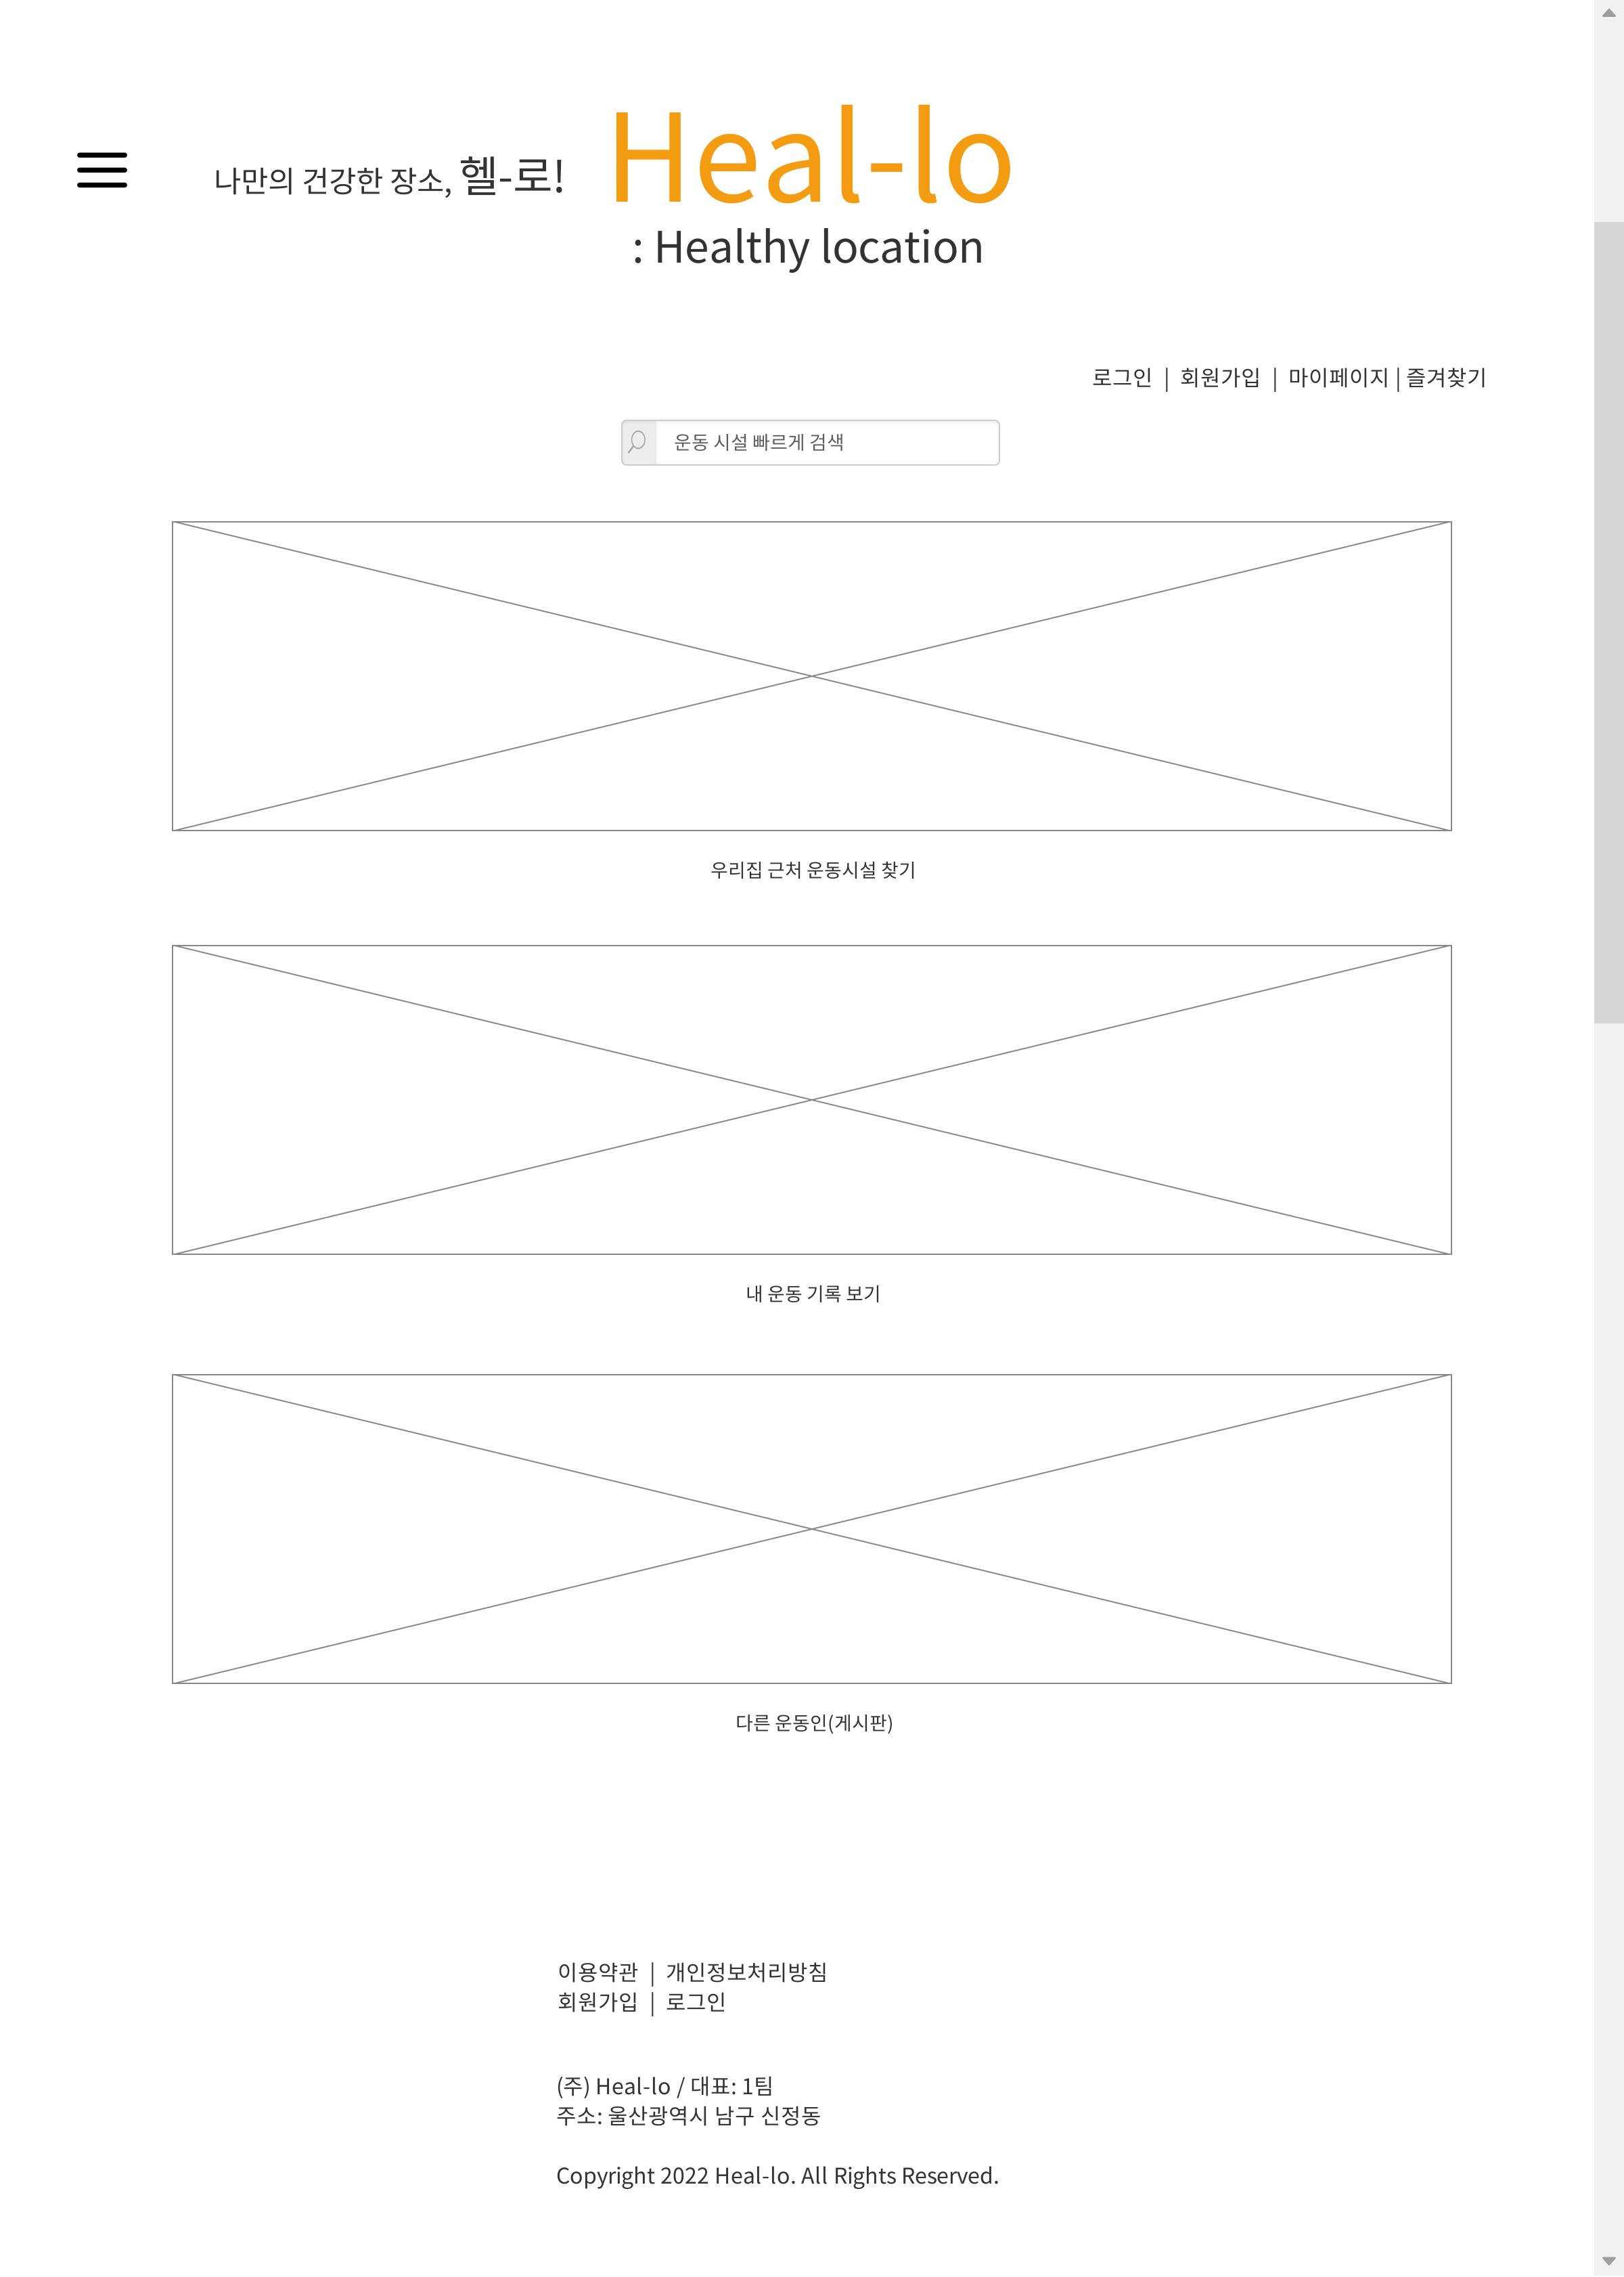 나만의 건강한 장소, 헬-로! Heal-lo
: Healthy location
로그인 | 회원가입 | 마이페이지 | 즐겨찾기
운동 시설 빠르게 검색
우리집 근처 운동시설 찾기
내 운동 기록 보기
다른 운동인(게시판)
이용약관 | 개인정보처리방침
회원가입 | 로그인
(주) Heal-lo / 대표: 1팀
주소: 울산광역시 남구 신정동
Copyright 2022 Heal-lo. All Rights Reserved.